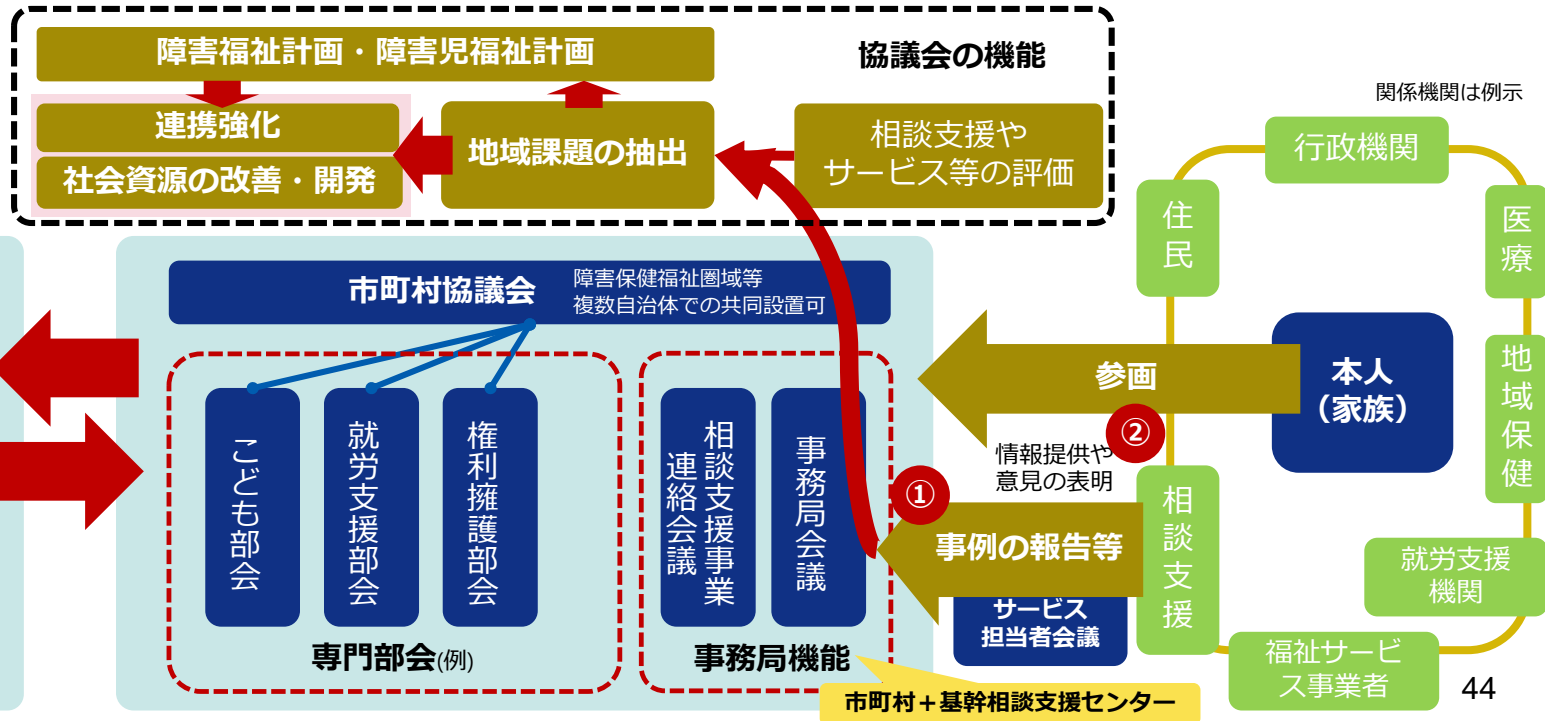 障害福祉計画・障害児福祉計画
協議会の機能
関係機関は例示
連携強化
社会資源の改善・開発
地域課題の抽出
相談支援や
サービス等の評価
行政機関
住民
医療
市町村協議会
障害保健福祉圏域等
複数自治体での共同設置可
参画
本人
（家族）
地域保健
②
情報提供や
意見の表明
①
こども部会
就労支援部会
権利擁護部会
相談支援事業
連絡会議
事務局会議
事例の報告等
相談支援
就労支援
機関
サービス
担当者会議
専門部会(例)
事務局機能
福祉サービ
ス事業者
市町村＋基幹相談支援センター
44